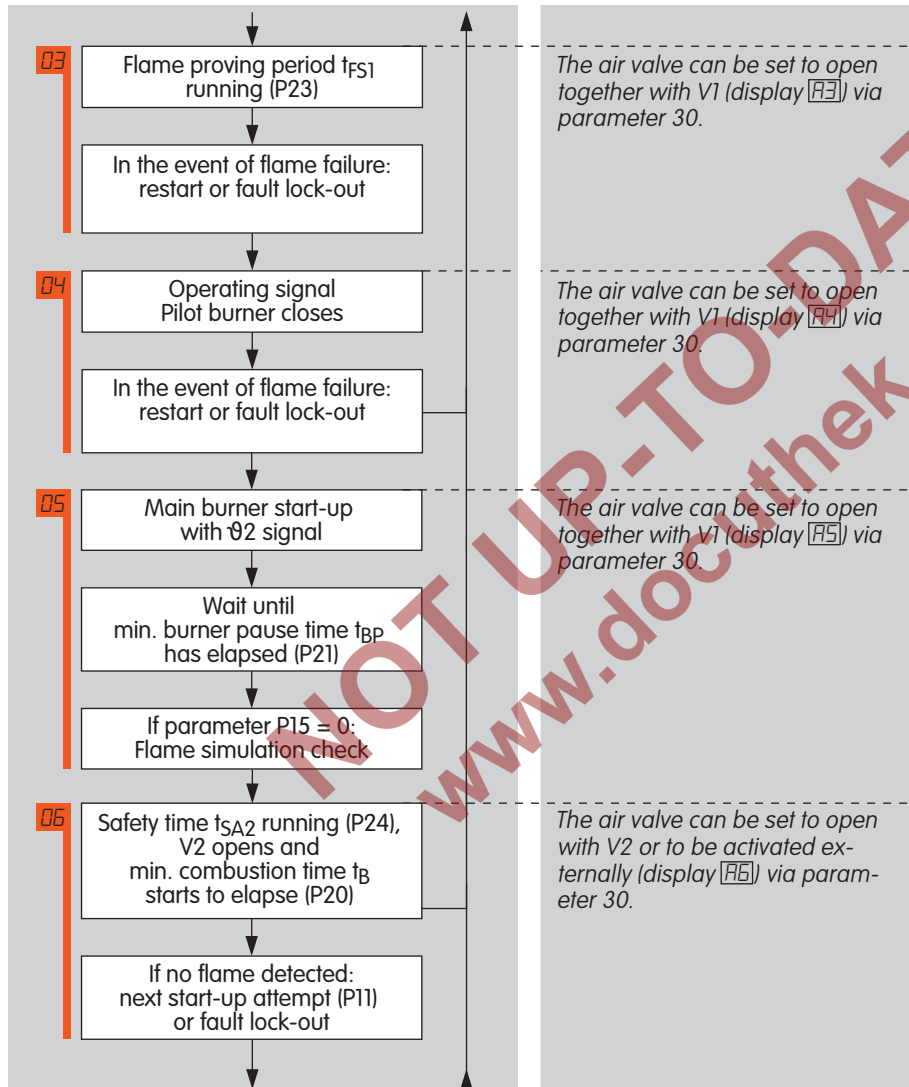 03
Flame proving period tFS1
running (P23)
In the event of flame failure:
restart or fault lock-out
The air valve can be set to open
together with V1 (display A3) via
parameter 30.
04
Operating signal
Pilot burner closes
In the event of flame failure:
restart or fault lock-out
The air valve can be set to open
together with V1 (display A4) via
parameter 30.
05
Main burner start-up
with ϑ2 signal
Wait until
min. burner pause time tBP
has elapsed (P21)
If parameter P15 = 0:
Flame simulation check
The air valve can be set to open
together with V1 (display A5) via
parameter 30.
06
Safety time tSA2 running (P24),
V2 opens and
min. combustion time tB
starts to elapse (P20)
If no flame detected:
next start-up attempt (P11)
or fault lock-out
The air valve can be set to open
with V2 or to be activated ex-
ternally (display A6) via param-
eter 30.
NOT UP-TO-DAT
www.docuthek